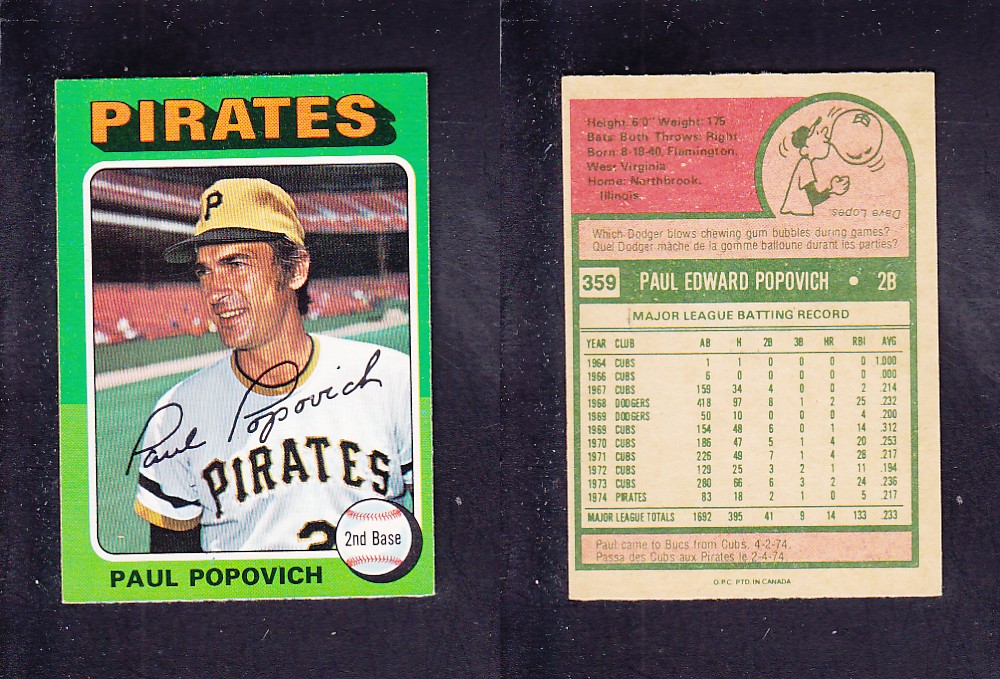 PIRATES
P
Paul Popovich
PIRATES
2
2nd Base
PAUL POPOVICH
Height: 6'0" Weight: 175
Bats: Both Throws: Right
Born: 8-18-40, Flemington,
West Virginia
Home: Northbrook,
Illinois
Dave Lopes
Which Dodger blows chewing gum bubbles during games?
Quel Dodger mâche de la gomme balloune durant les parties?
359 PAUL EDWARD POPOVICH • 2B
MAJOR LEAGUE BATTING RECORD
YEAR CLUB AB H 2B 3B HR RBI AVG
1964 CUBS 1 1 0 0 0 0 1.000
1966 CUBS 6 0 0 0 0 0 .000
1967 CUBS 159 34 4 0 0 2 .214
1968 DODGERS 418 97 8 1 2 25 .232
1969 DODGERS 50 10 0 0 0 4 .200
1969 CUBS 154 48 6 0 1 14 .312
1970 CUBS 186 47 5 1 4 20 .253
1971 CUBS 226 49 7 1 4 28 .217
1972 CUBS 129 25 3 2 1 11 .194
1973 CUBS 280 66 6 3 2 24 .236
1974 PIRATES 83 18 2 1 0 5 .217
MAJOR LEAGUE TOTALS 1692 395 41 9 14 133 .233
Paul came to Bucs from Cubs, 4-2-74.
Passa des Cubs aux Pirates le 2-4-74.
O.P.C. PTD. IN CANADA